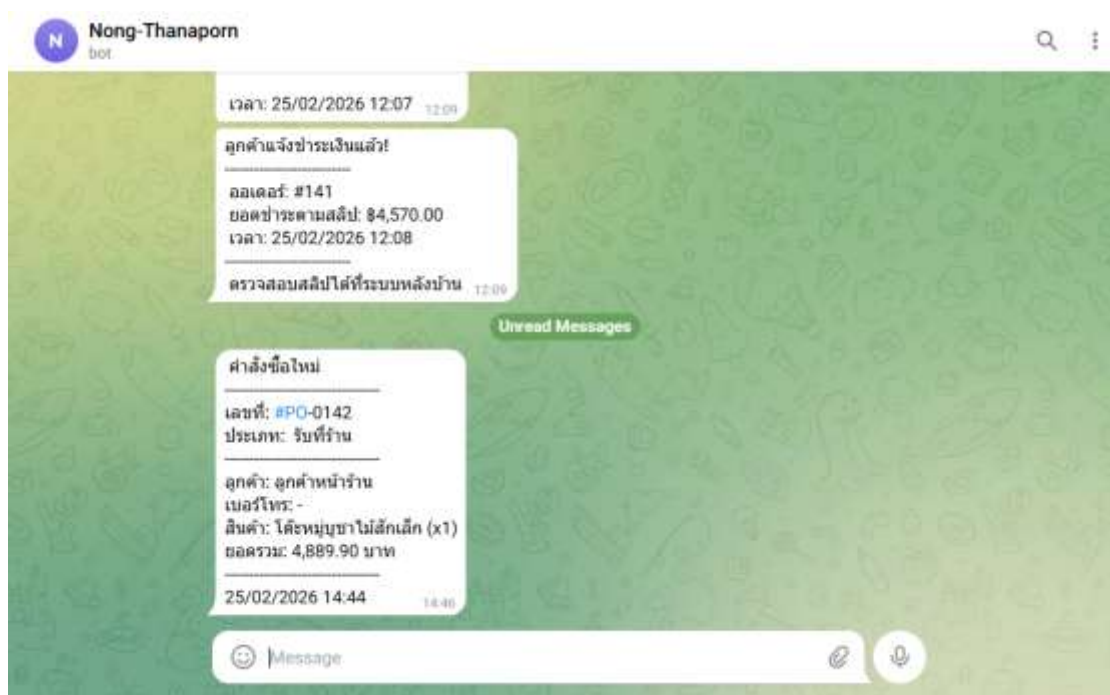 N
Nong-Thanaporn
bot
เวลา: 25/02/2026 12:07 12:09
ลูกค้าแจ้งชำระเงินแล้ว!
--------------------------
ออเดอร์: #141
ยอดชำระตามสลิป: ฿4,570.00
เวลา: 25/02/2026 12:08
--------------------------
ตรวจสอบสลิปได้ที่ระบบหลังบ้าน 12:09
Unread Messages
คำสั่งซื้อใหม่
--------------------------
เลขที่: #PO-0142
ประเภท: รับที่ร้าน
--------------------------
ลูกค้า: ลูกค้าหน้าร้าน
เบอร์โทร: -
สินค้า: โต๊ะหมู่บูชาไม้สักเล็ก (x1)
ยอดรวม: 4,889.90 บาท
--------------------------
25/02/2026 14:44 14:46
Message